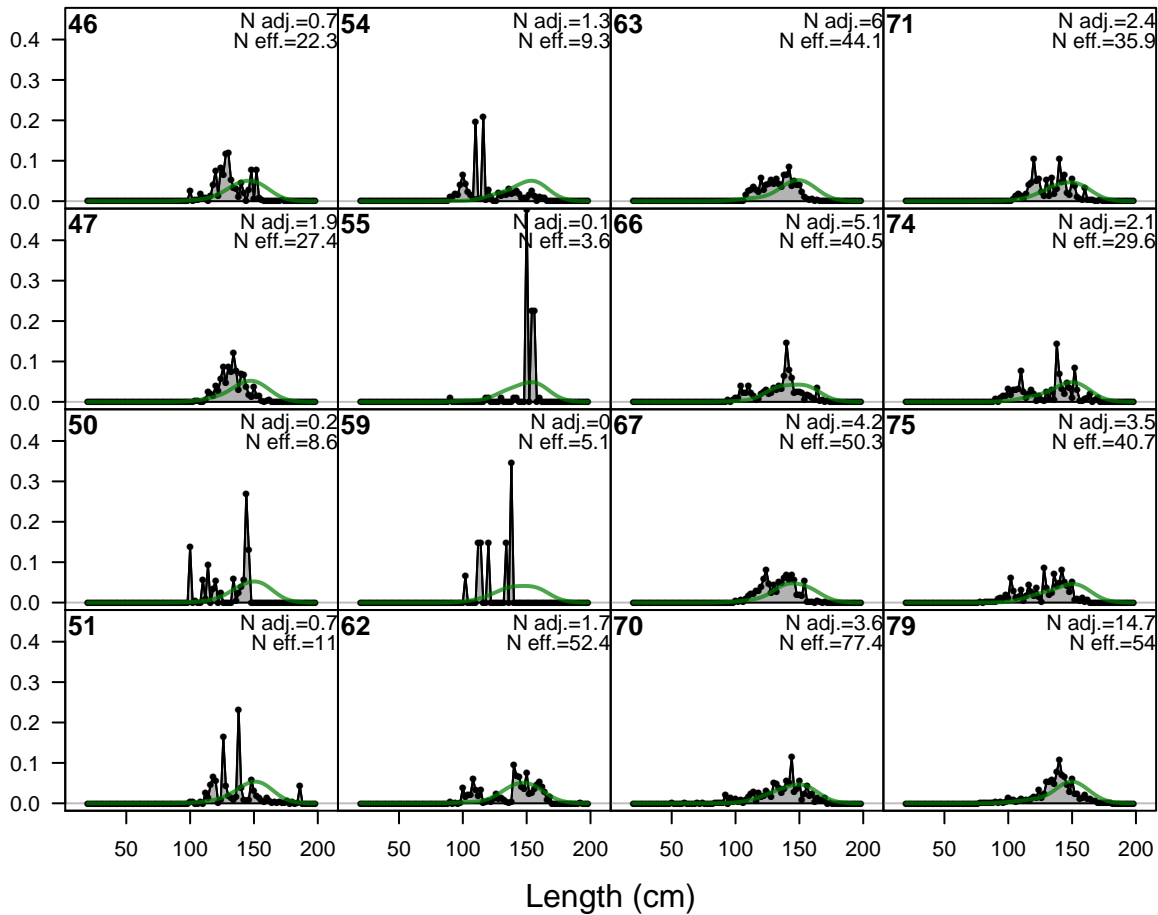 46 N adj.=0.7 54 N adj.=1.3 63 N adj.=6 71 N adj.=2.4
N eff.=22.3 N eff.=9.3 N eff.=44.1 N eff.=35.9
0.4
0.3
0.2
0.1
0.0
47 N adj.=1.9 55 N adj.=0.1 66 N adj.=5.1 74 N adj.=2.1
N eff.=27.4 N eff.=3.6 N eff.=40.5 N eff.=29.6
0.4
0.3
0.2
0.1
0.0
50 N adj.=0.2 59 N adj.=0 67 N adj.=4.2 75 N adj.=3.5
N eff.=8.6 N eff.=5.1 N eff.=50.3 N eff.=40.7
0.4
0.3
0.2
0.1
0.0
51 N adj.=0.7 62 N adj.=1.7 70 N adj.=3.6 79 N adj.=14.7
N eff.=11 N eff.=52.4 N eff.=77.4 N eff.=54
0.4
0.3
0.2
0.1
0.0
50 100 150 200 50 100 150 200 50 100 150 200 50 100 150 200
Length (cm)